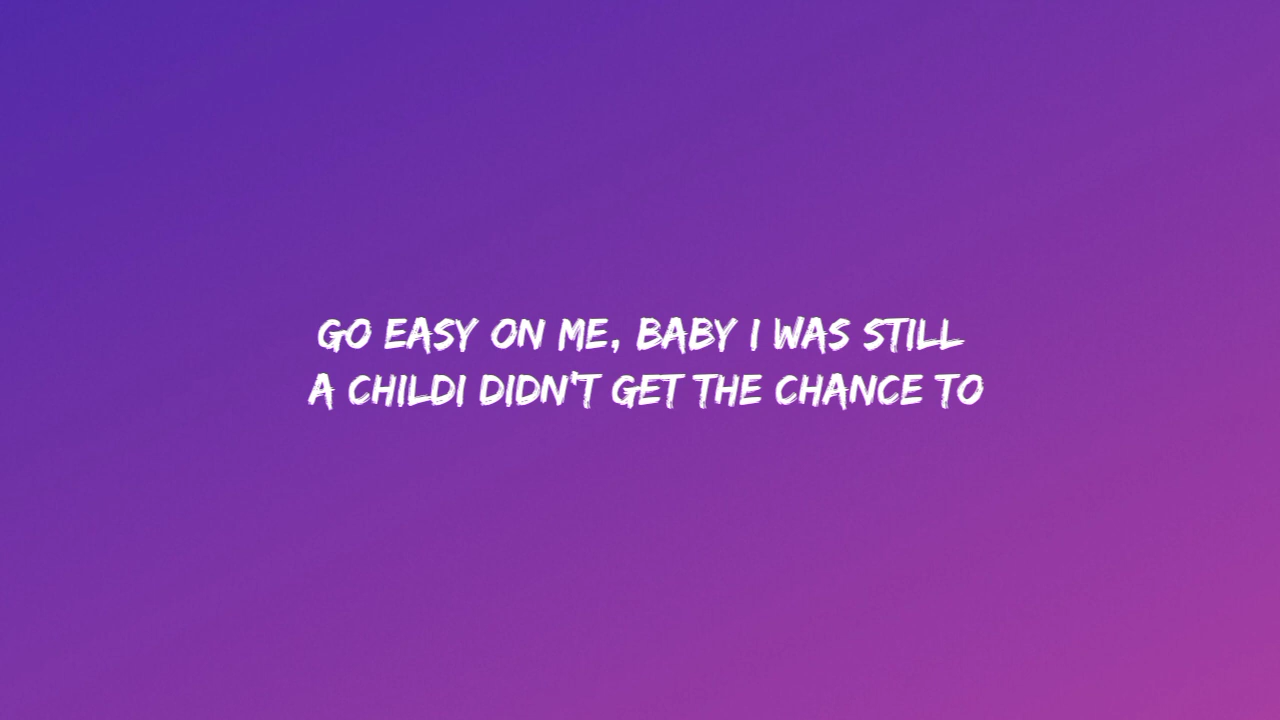 GO EASY ON ME, BABY I WAS STILL
A CHILDI DIDN'T GET THE CHANCE TO